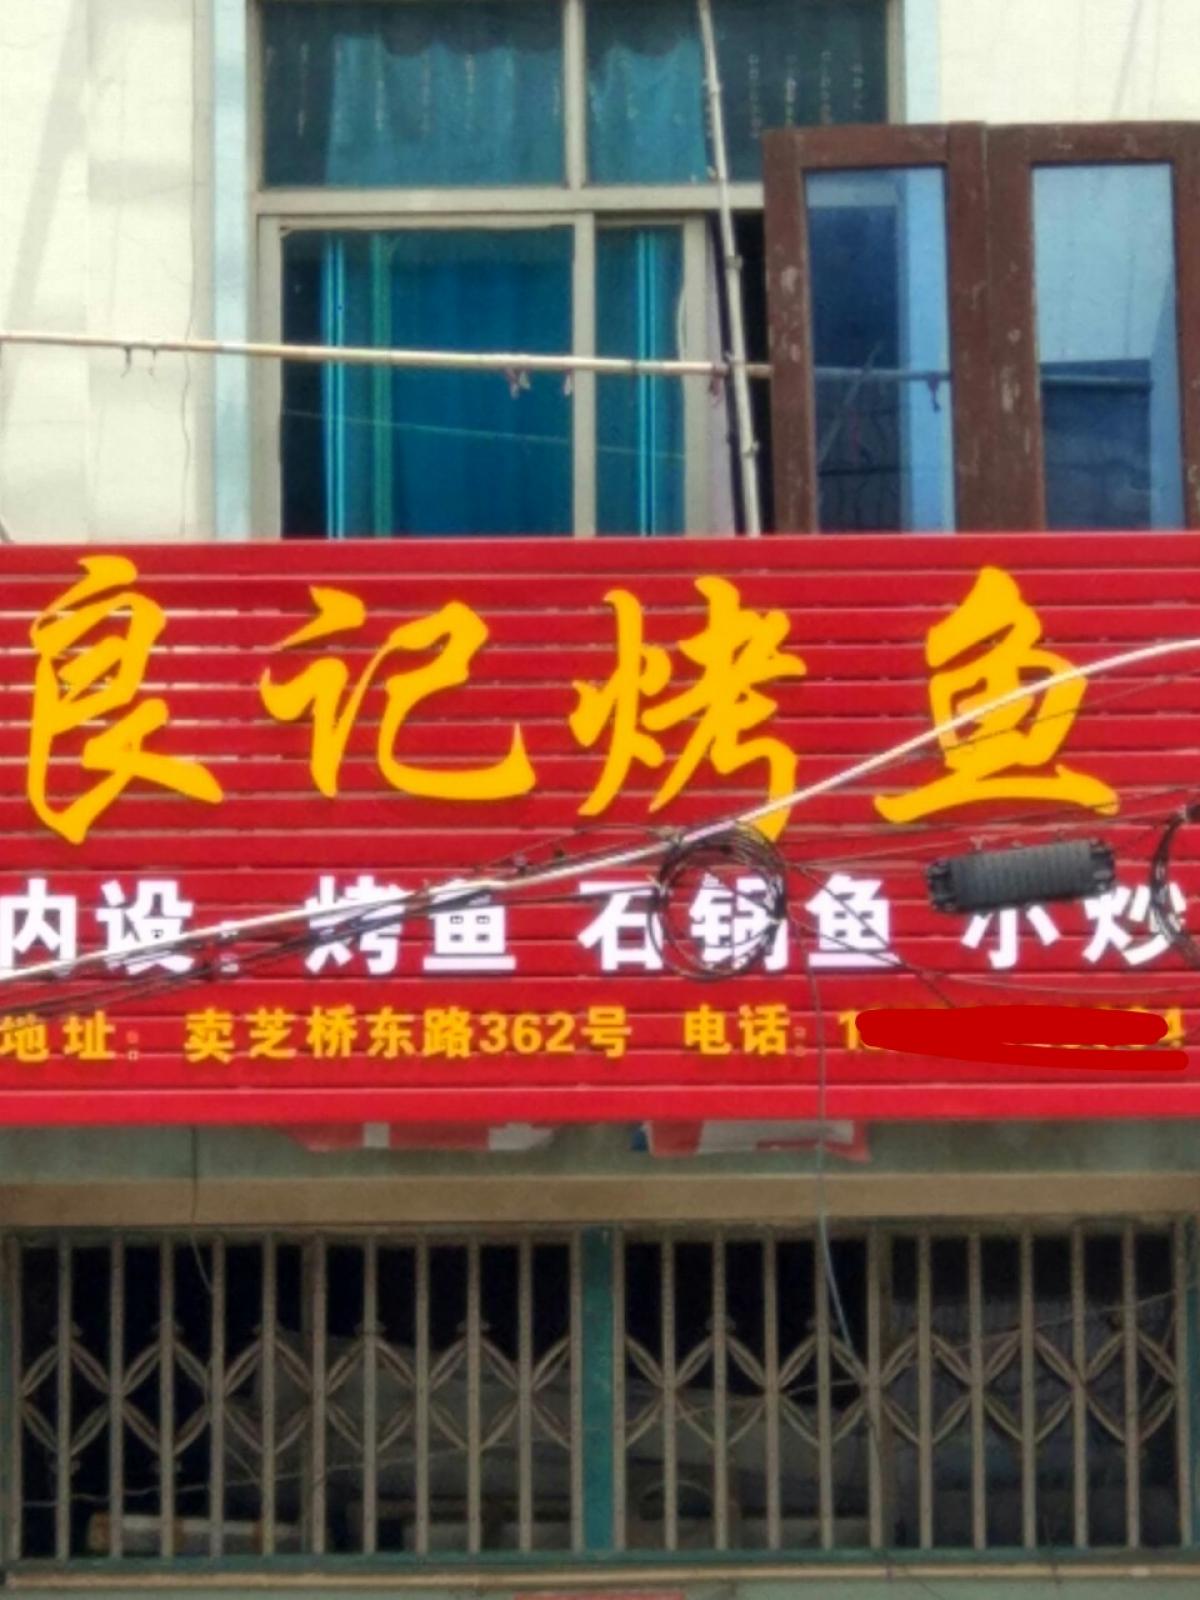 良记烤鱼
内设：烤鱼 石锅鱼 小炒
地址：卖芝桥东路362号 电话：1